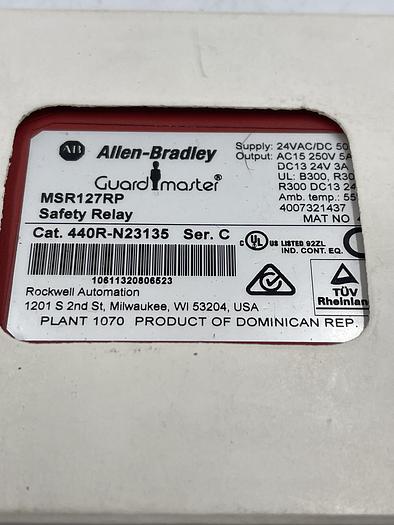 AB Allen-Bradley
Guardmaster®
MSR127RP
Safety Relay
Cat. 440R-N23135 Ser. C
10611320806523
Rockwell Automation
1201 S 2nd St, Milwaukee, WI 53204, USA
PLANT 1070 PRODUCT OF DOMINICAN REP.
Supply: 24VAC/DC 50
Output: AC15 250V 5A
DC13 24V 3A
UL: B300, R30
R300 DC13 24
Amb. temp.: 55
4007321437
MAT NO
c UL US LISTED 92ZL
IND. CONT. EQ.
TÜV
Rheinland